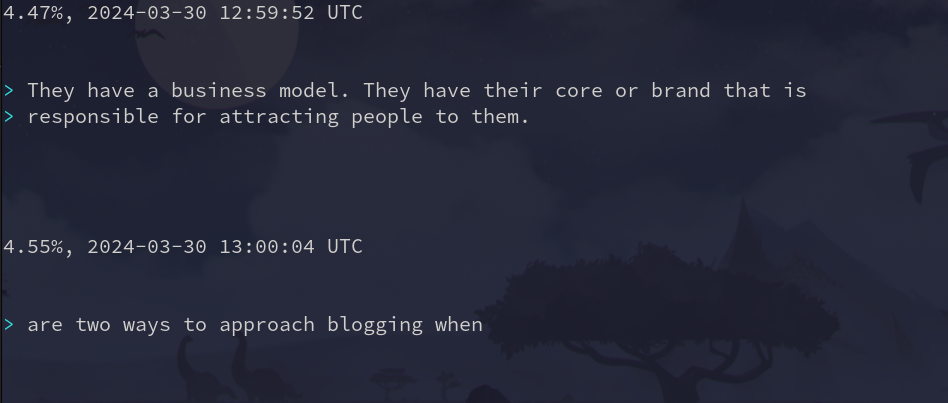 4.47%, 2024-03-30 12:59:52 UTC
> They have a business model. They have their core or brand that is
> responsible for attracting people to them.
4.55%, 2024-03-30 13:00:04 UTC
> are two ways to approach blogging when